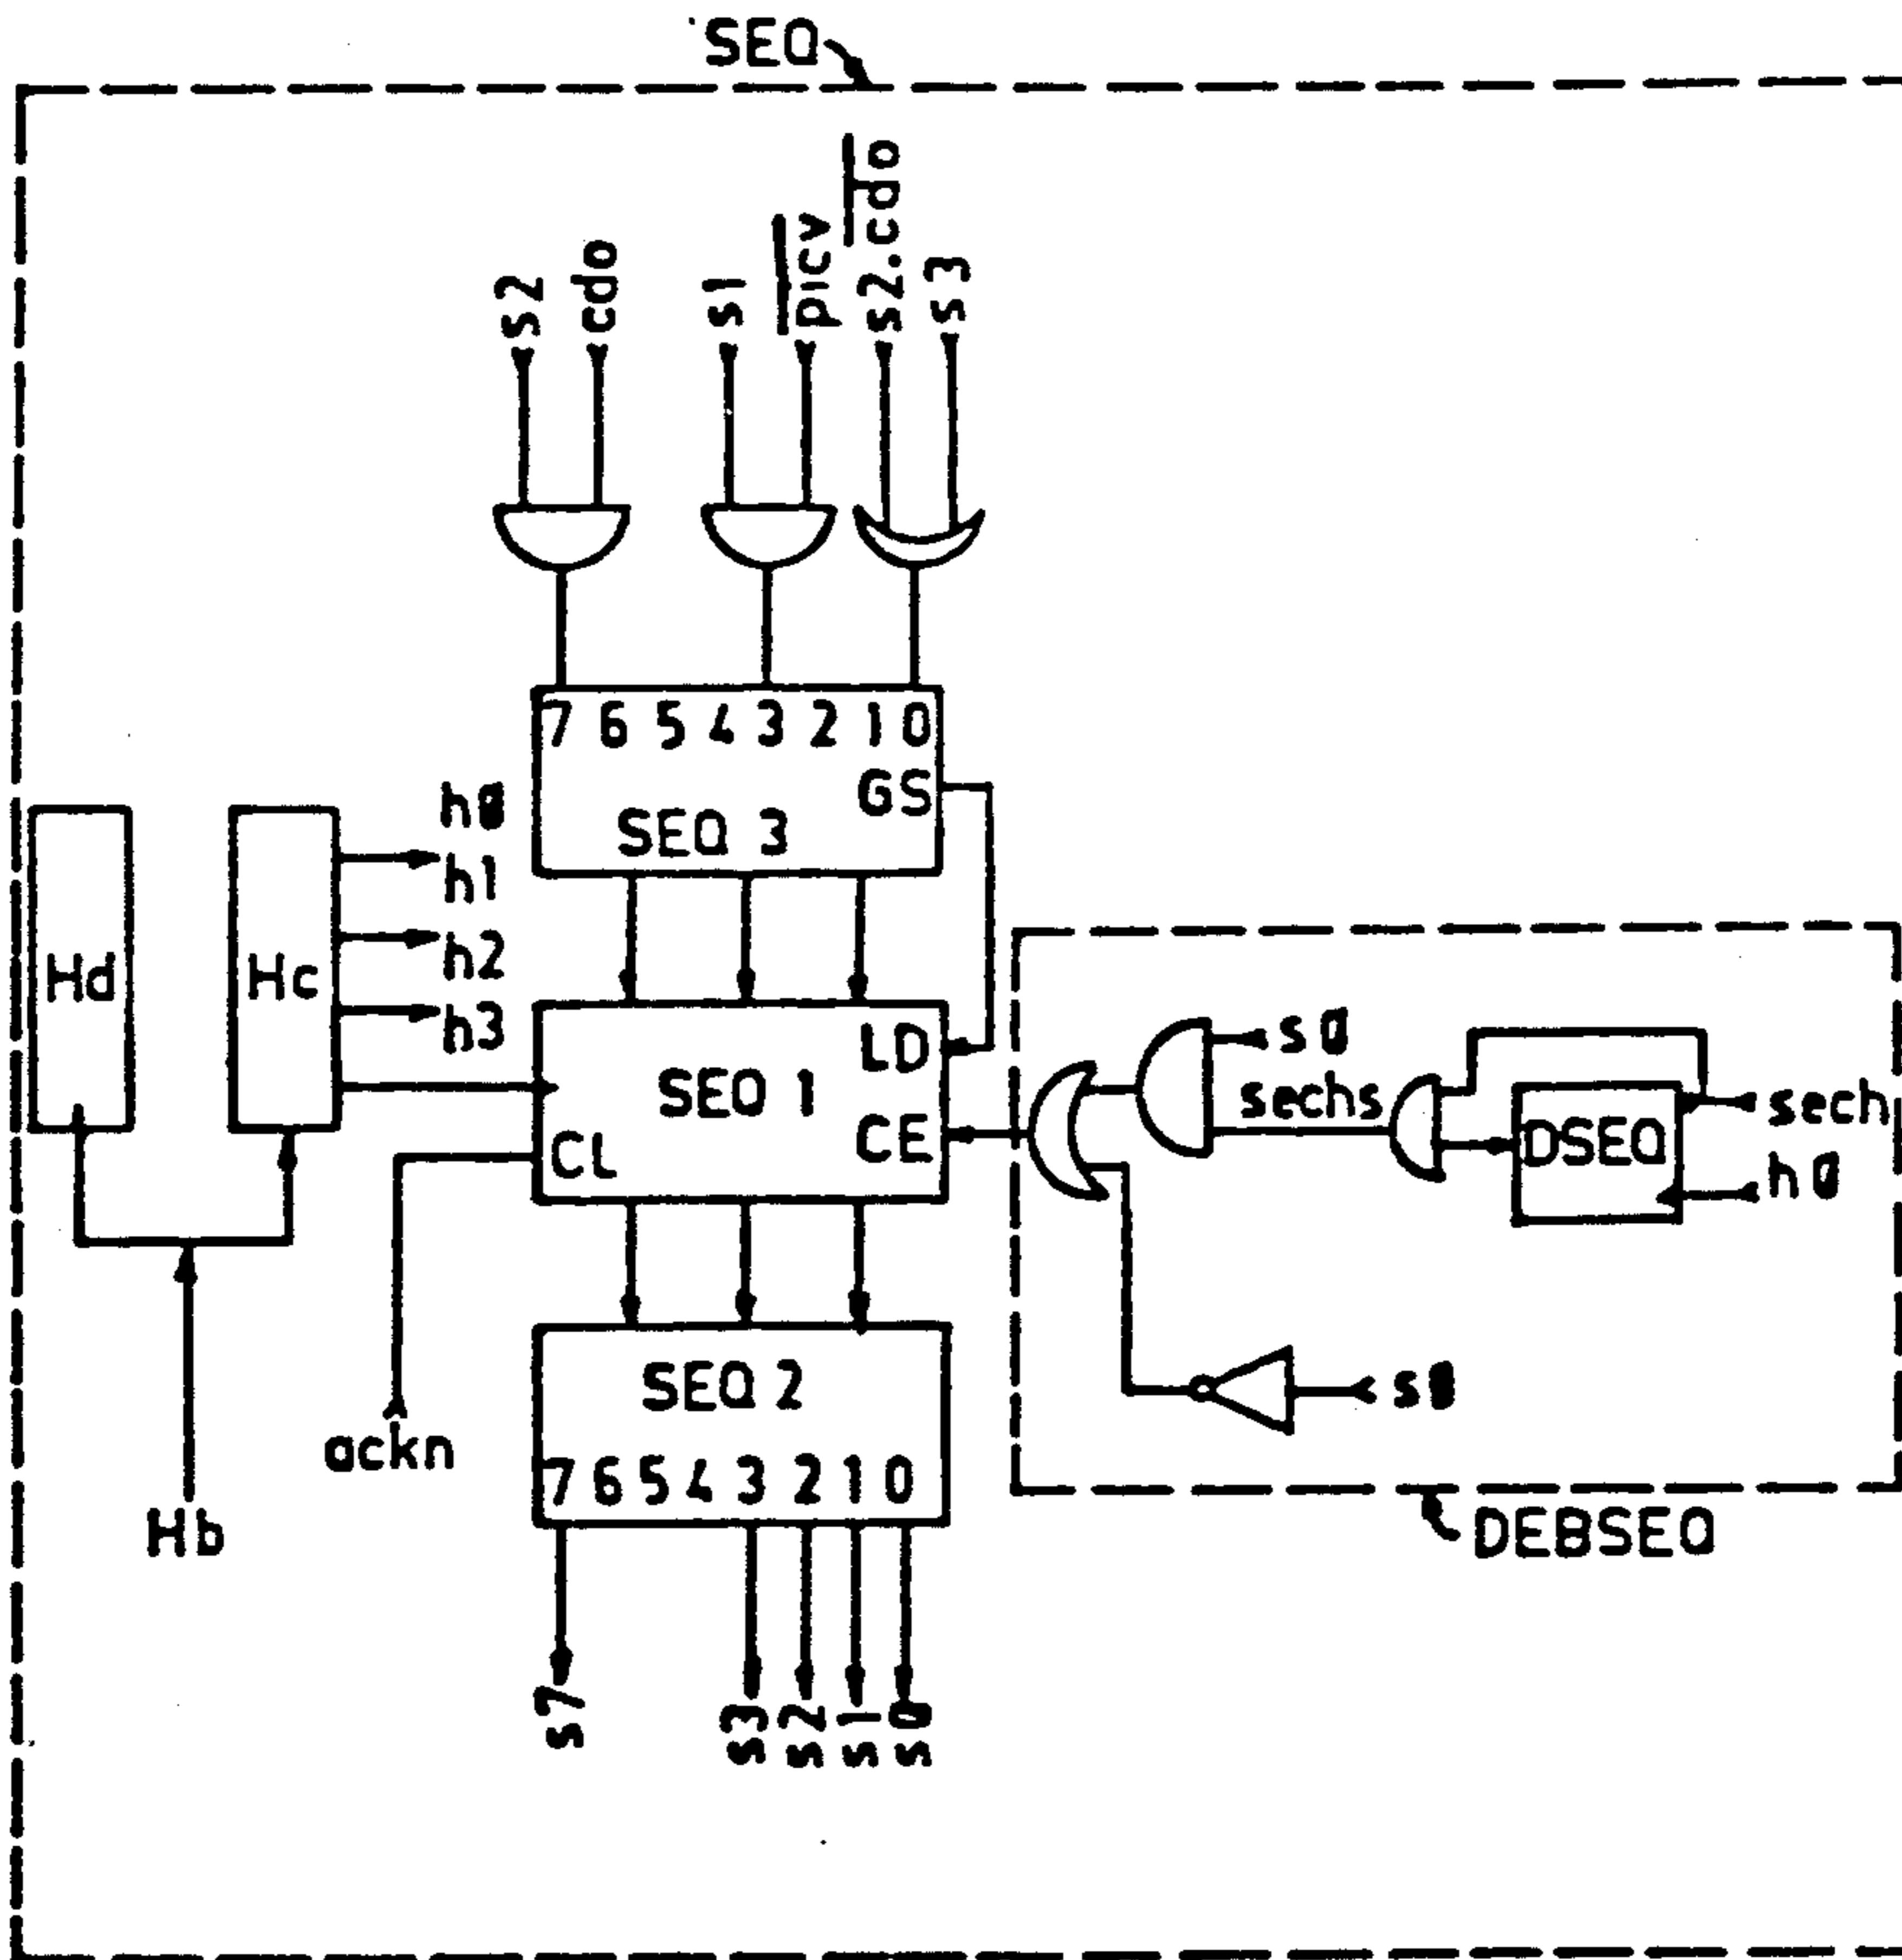 SEQ
s2
cdo
s1
picv
s2.cdo
s3
7 6 5 4 3 2 1 0
GS
SEQ 3
h0
h1
h2
h3
Hd
Hc
LD
SEQ 1
CE
CL
s0
sechs
DSEQ
sech
h0
s0
SEQ 2
7 6 5 4 3 2 1 0
ackn
Hb
DEBSEQ
s7
s3
s2
s1
s0